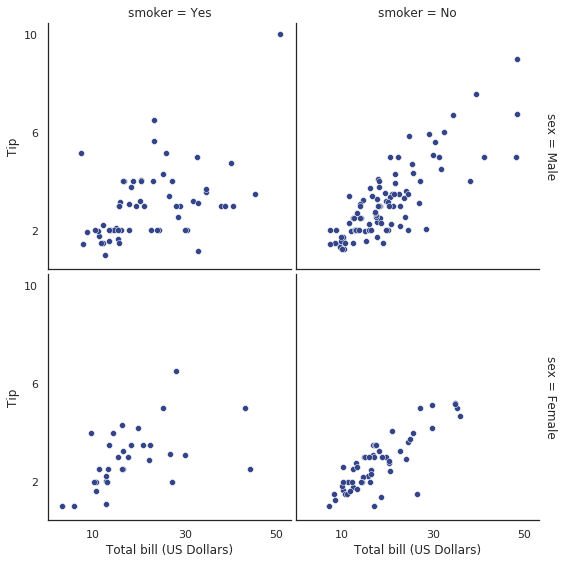 smoker = Yes
smoker = No
10
6
2
Tip
sex = Male
10
6
2
Tip
sex = Female
10
30
50
10
30
50
Total bill (US Dollars)
Total bill (US Dollars)